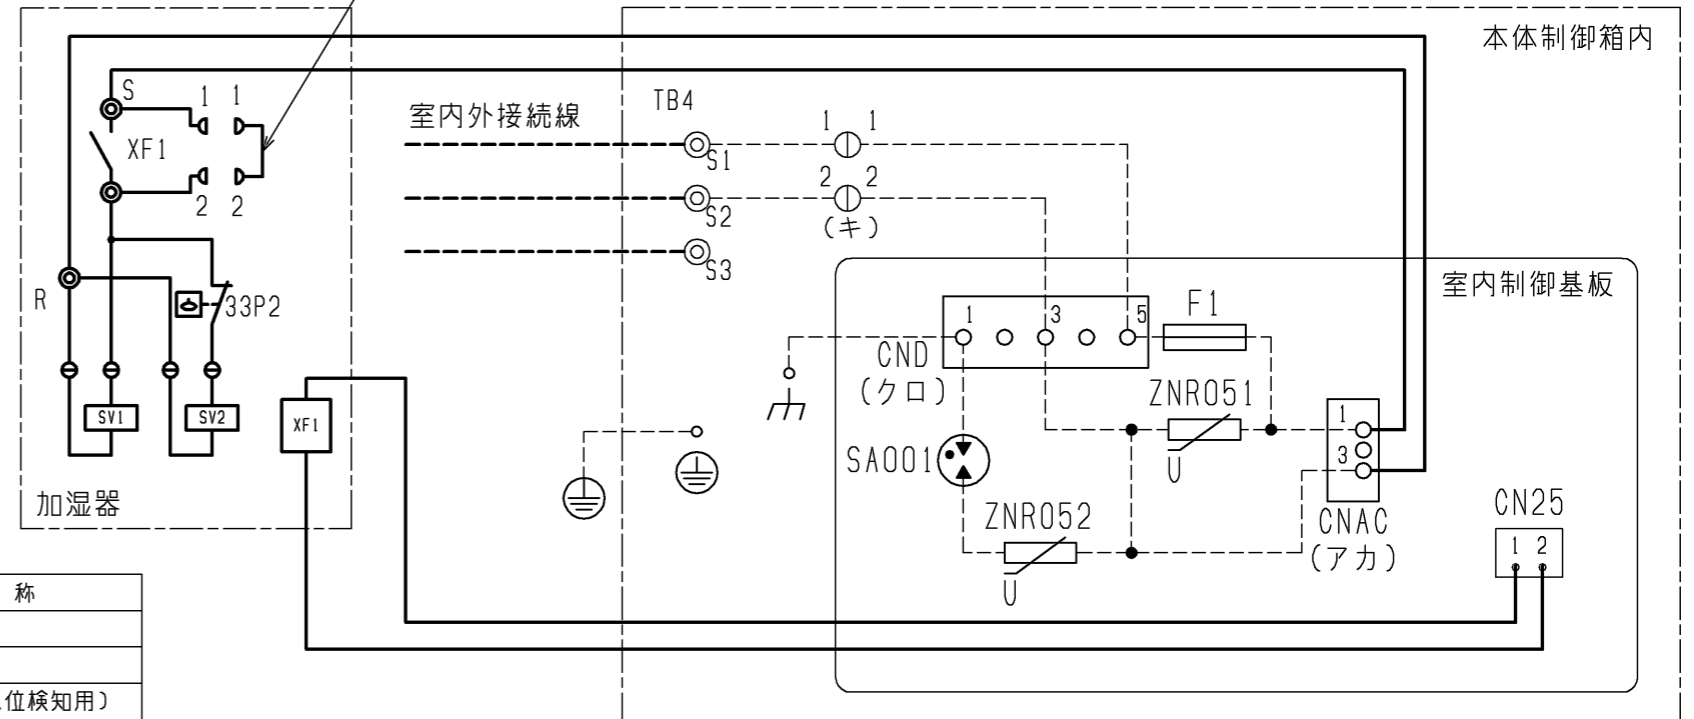 本体制御箱内
S
1 1
XF1
2 2
R
33P2
SV1
SV2
XF1
加湿器
室内外接続線
TB4
S1
S2
S3
1 1
2 2
(キ)
室内制御基板
1 3 5
CND
(クロ)
F1
ZNR051
U
SA001
ZNR052
U
1
3
CNAC
(アカ)
CN25
1 2
称
位検知用)